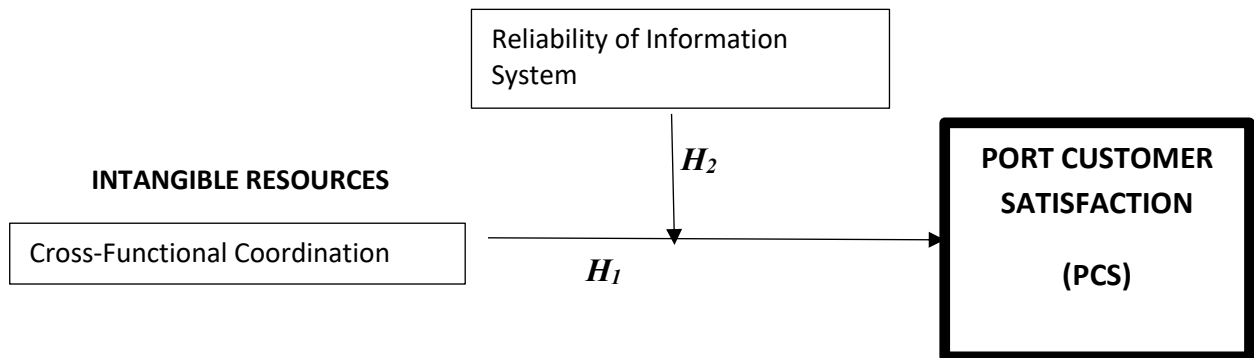 Reliability of Information
System
H2
INTANGIBLE RESOURCES
Cross-Functional Coordination
H1
PORT CUSTOMER
SATISFACTION
(PCS)